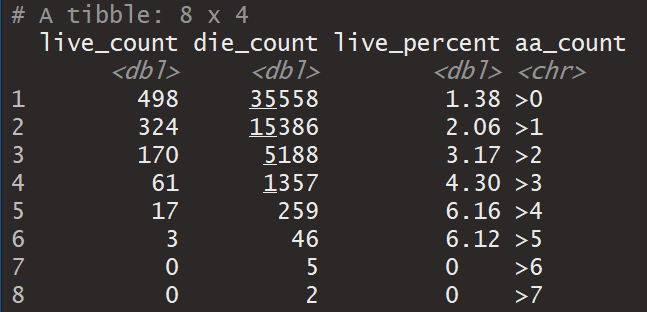 # A tibble: 8 x 4
live_count die_count live_percent aa_count
<dbl> <dbl> <dbl> <chr>
1 498 35558 1.38 >0
2 324 15386 2.06 >1
3 170 5188 3.17 >2
4 61 1357 4.30 >3
5 17 259 6.16 >4
6 3 46 6.12 >5
7 0 5 0 >6
8 0 2 0 >7